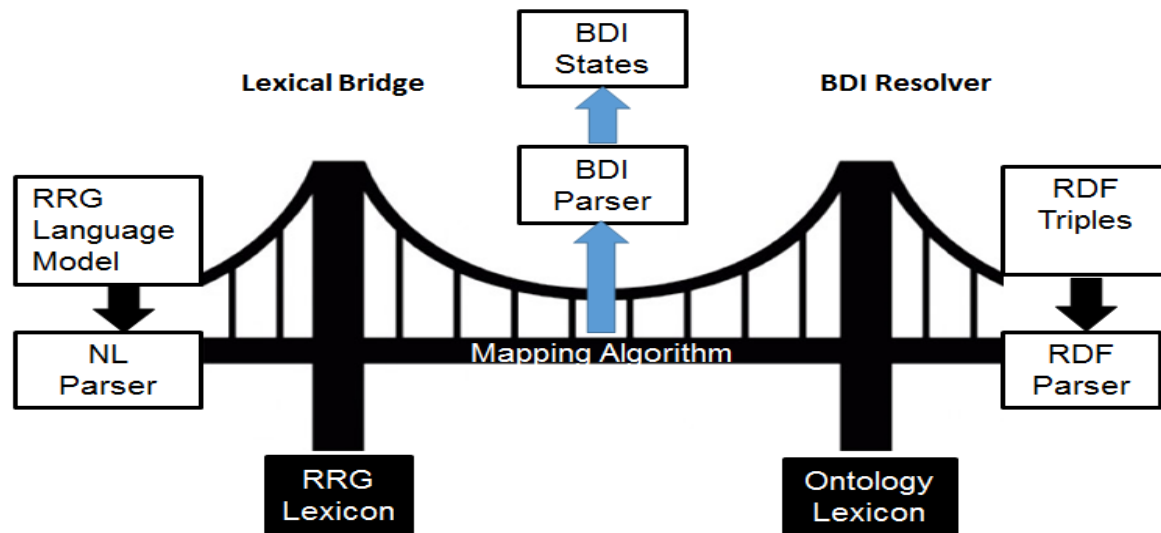 BDI
States
Lexical Bridge
BDI Resolver
BDI
Parser
RRG
Language
Model
RDF
Triples
NL
Parser
Mapping Algorithm
RDF
Parser
RRG
Lexicon
Ontology
Lexicon